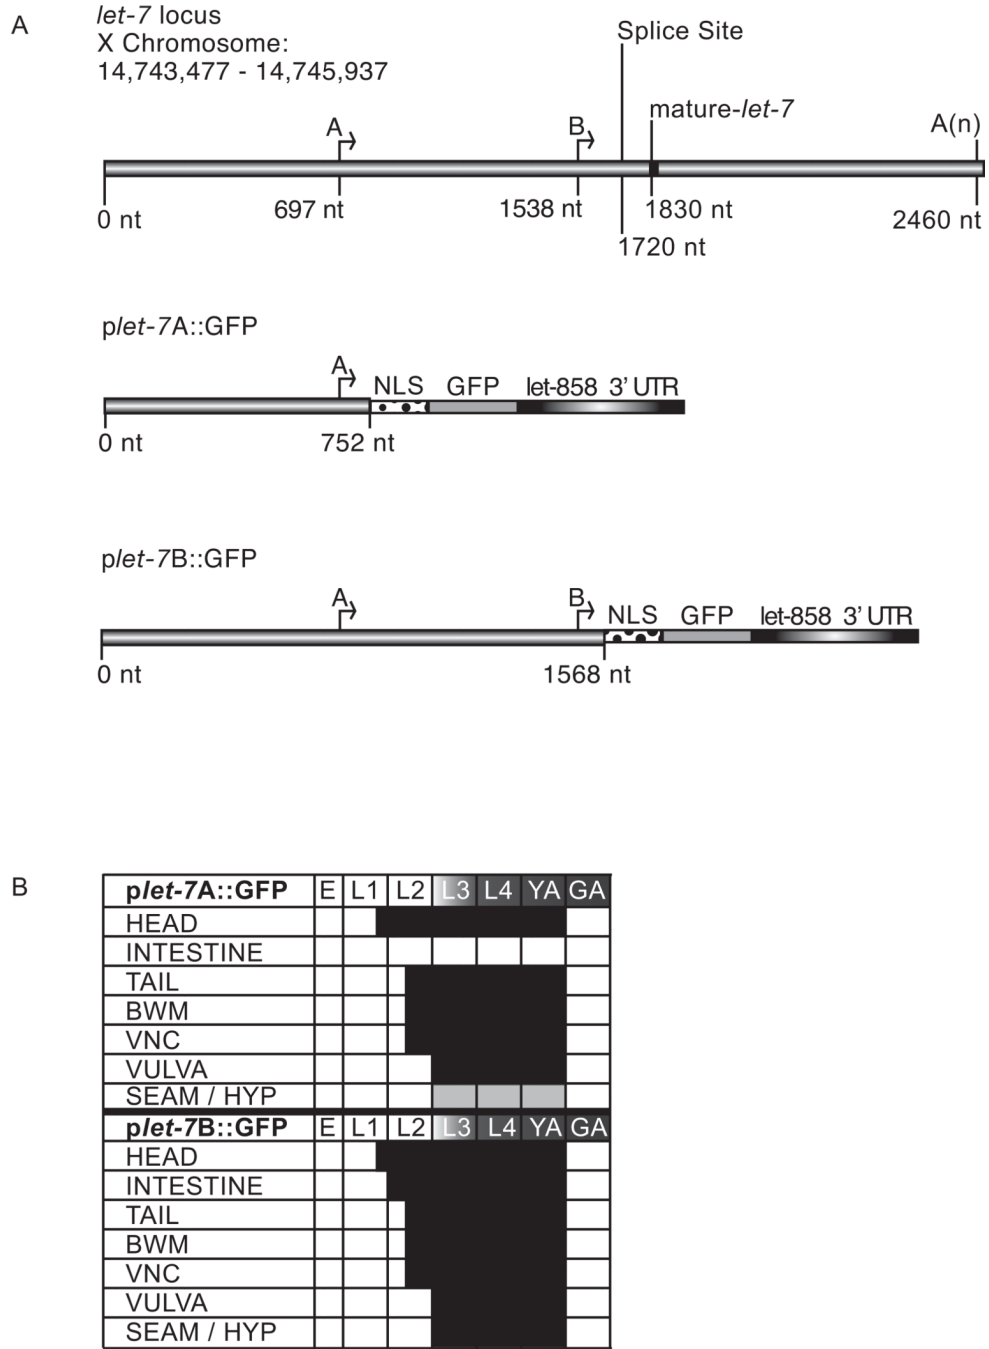 A
let-7 locus
X Chromosome:
14,743,477 - 14,745,937
Splice Site
mature-let-7
A B A(n)
0 nt 697 nt 1538 nt 1830 nt 2460 nt
1720 nt
plet-7A::GFP
A NLS GFP let-858 3' UTR
0 nt 752 nt
plet-7B::GFP
A B NLS GFP let-858 3' UTR
0 nt 1568 nt
B
plet-7A::GFP E L1 L2 L3 L4 YA GA
HEAD
INTESTINE
TAIL
BWM
VNC
VULVA
SEAM / HYP
plet-7B::GFP E L1 L2 L3 L4 YA GA
HEAD
INTESTINE
TAIL
BWM
VNC
VULVA
SEAM / HYP